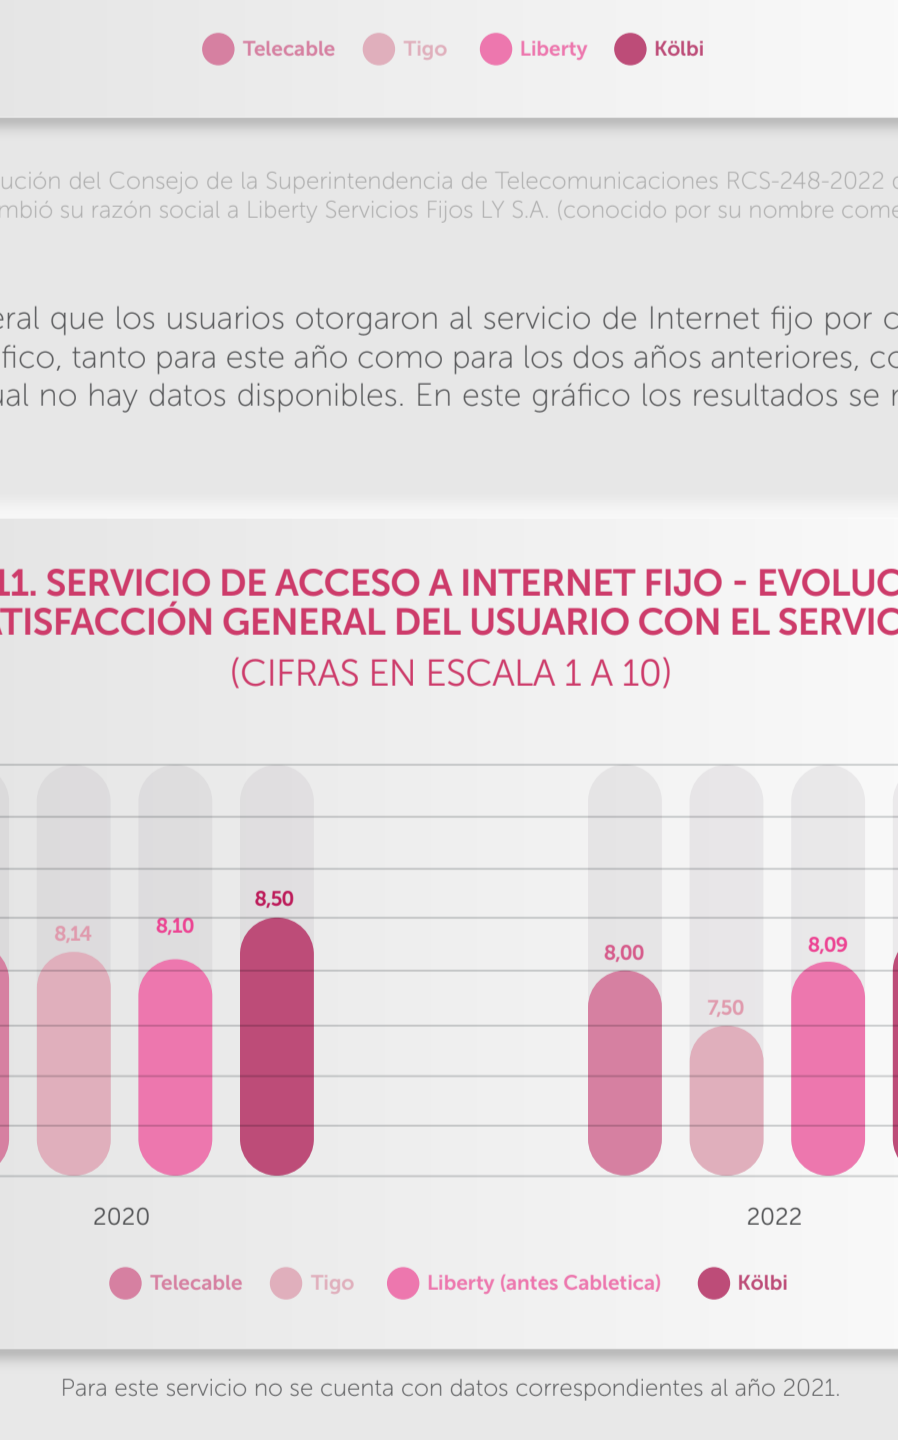 Telecable Tigo Liberty Kölbi
ución del Consejo de la Superintendencia de Telecomunicaciones RCS-248-2022
mbió su razón social a Liberty Servicios Fijos LY S.A. (conocido por su nombre come
eral que los usuarios otorgaron al servicio de Internet fijo por c
fico, tanto para este año como para los dos años anteriores, co
ual no hay datos disponibles. En este gráfico los resultados se
11. SERVICIO DE ACCESO A INTERNET FIJO - EVOLUC
ATISFACCIÓN GENERAL DEL USUARIO CON EL SERVIC
(CIFRAS EN ESCALA 1 A 10)
8,14 8,10 8,50 8,00 7,50 8,09
2020 2022
Telecable Tigo Liberty (antes Cabletica) Kölbi
Para este servicio no se cuenta con datos correspondientes al año 2021.